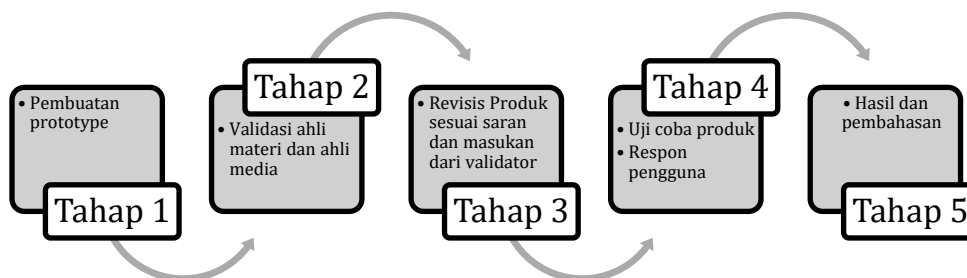 • Pembuatan
prototype
Tahap 1
Tahap 2
• Validasi ahli
materi dan ahli
media
• Revisis Produk
sesuai saran
dan masukan
dari validator
Tahap 3
Tahap 4
• Uji coba produk
• Respon
pengguna
• Hasil dan
pembahasan
Tahap 5